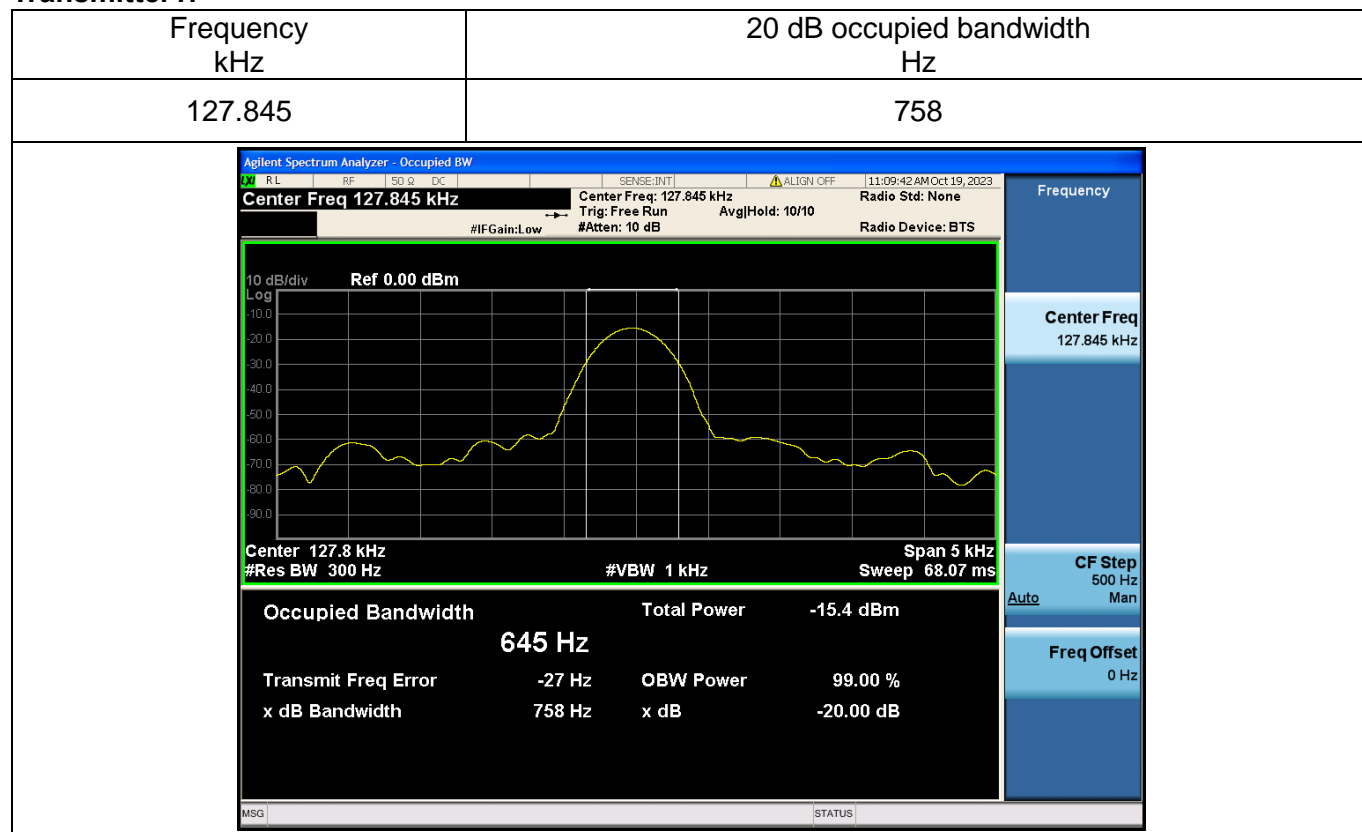 Frequency
kHz
20 dB occupied bandwidth
Hz
127.845
758
Agilent Spectrum Analyzer - Occupied BW
LXI RL RF 50 Ω DC SENSE:INT ALIGN OFF 11:09:42 AM Oct 19, 2023
Center Freq 127.845 kHz
Center Freq: 127.845 kHz
Radio Std: None
Trig: Free Run Avg|Hold: 10/10
#IFGain:Low
#Atten: 10 dB
Radio Device: BTS
Frequency
10 dB/div Ref 0.00 dBm
Log
-10.0
-20.0
-30.0
-40.0
-50.0
-60.0
-70.0
-80.0
-90.0
Center Freq
127.845 kHz
Center 127.8 kHz
Span 5 kHz
#Res BW 300 Hz
#VBW 1 kHz
Sweep 68.07 ms
CF Step
500 Hz
Auto Man
Occupied Bandwidth
645 Hz
Total Power -15.4 dBm
Freq Offset
0 Hz
Transmit Freq Error -27 Hz
OBW Power 99.00 %
x dB Bandwidth 758 Hz
x dB -20.00 dB
MSG
STATUS